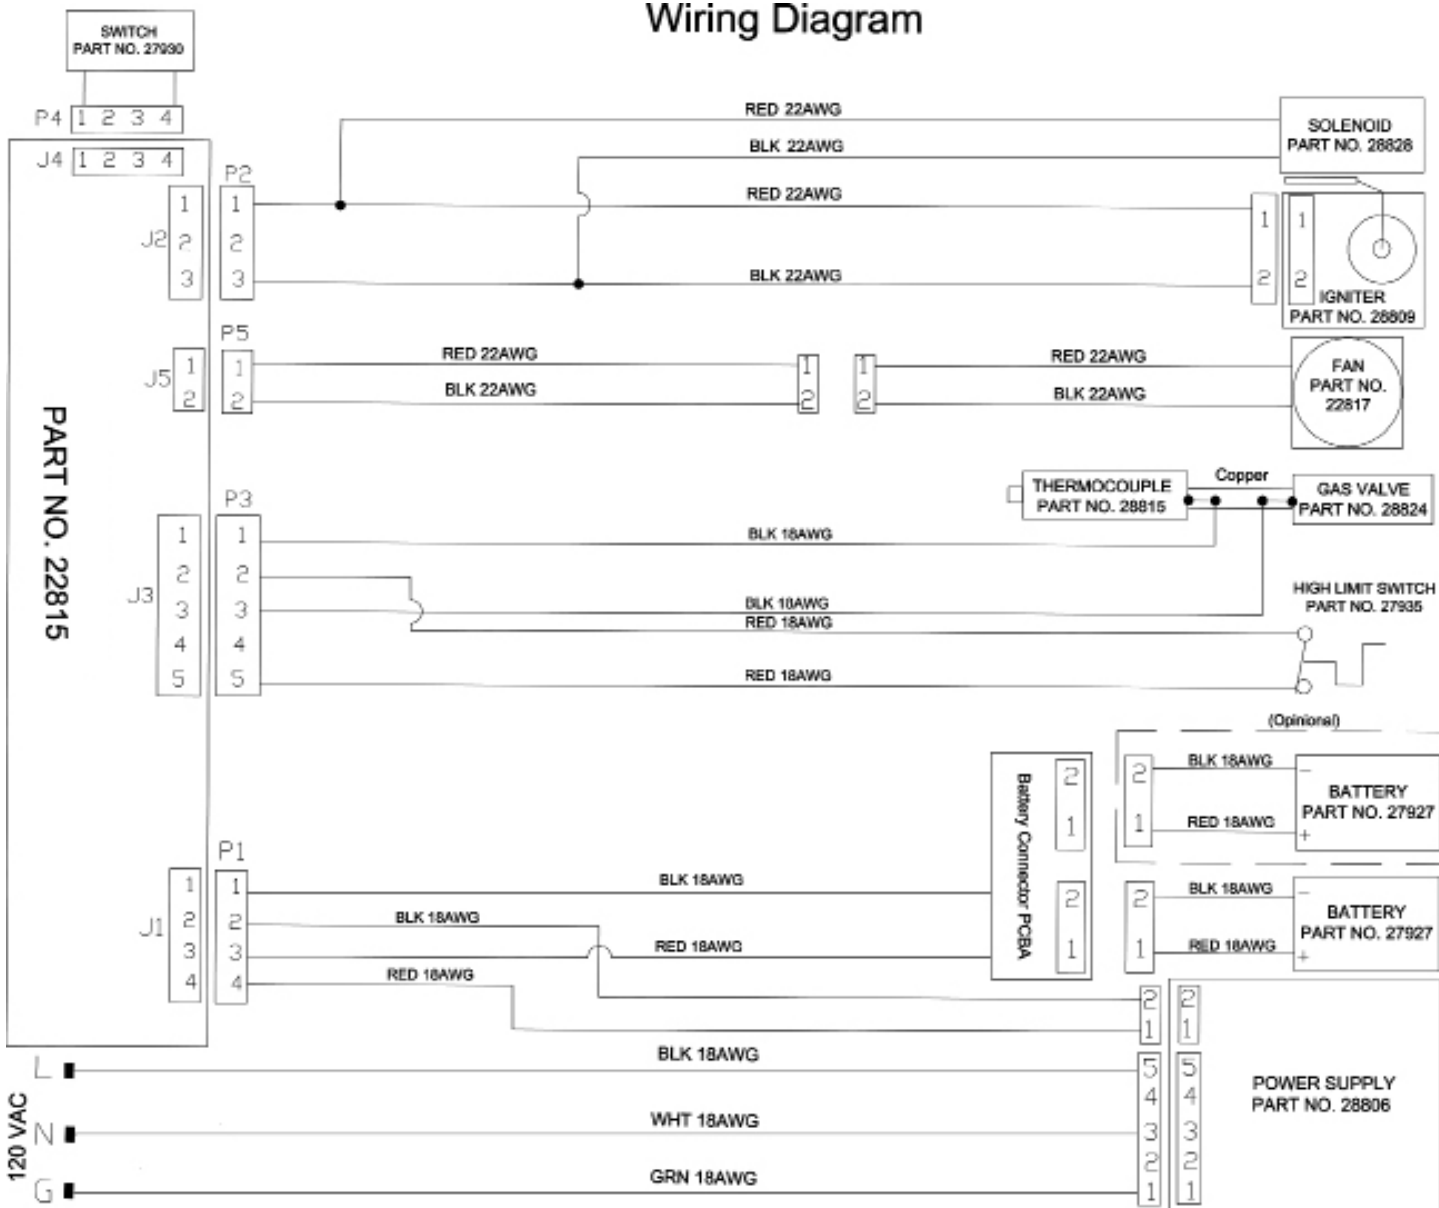 Wiring Diagram
SWITCH
PART NO. 27930
P4 1 2 3 4
J4 1 2 3 4
PART NO. 22815
J2
1
2
3
P2
1
2
3
RED 22AWG
BLK 22AWG
RED 22AWG
BLK 22AWG
SOLENOID
PART NO. 28828
1
2
1
2
IGNITER
PART NO. 28809
J5
1
2
P5
1
2
RED 22AWG
BLK 22AWG
1
2
1
2
RED 22AWG
BLK 22AWG
FAN
PART NO.
22817
J3
1
2
3
4
5
P3
1
2
3
4
5
THERMOCOUPLE
PART NO. 28815
Copper
GAS VALVE
PART NO. 28824
BLK 18AWG
BLK 18AWG
RED 18AWG
RED 18AWG
HIGH LIMIT SWITCH
PART NO. 27935
(Opinional)
Battery Connector PCBA
2
1
2
1
2
1
BLK 18AWG
RED 18AWG
−
+
BATTERY
PART NO. 27927
2
1
BLK 18AWG
RED 18AWG
−
+
BATTERY
PART NO. 27927
J1
1
2
3
4
P1
1
2
3
4
BLK 18AWG
BLK 18AWG
RED 18AWG
RED 18AWG
2
1
2
1
120 VAC
L
N
G
BLK 18AWG
WHT 18AWG
GRN 18AWG
5
4
3
2
1
5
4
3
2
1
POWER SUPPLY
PART NO. 28806